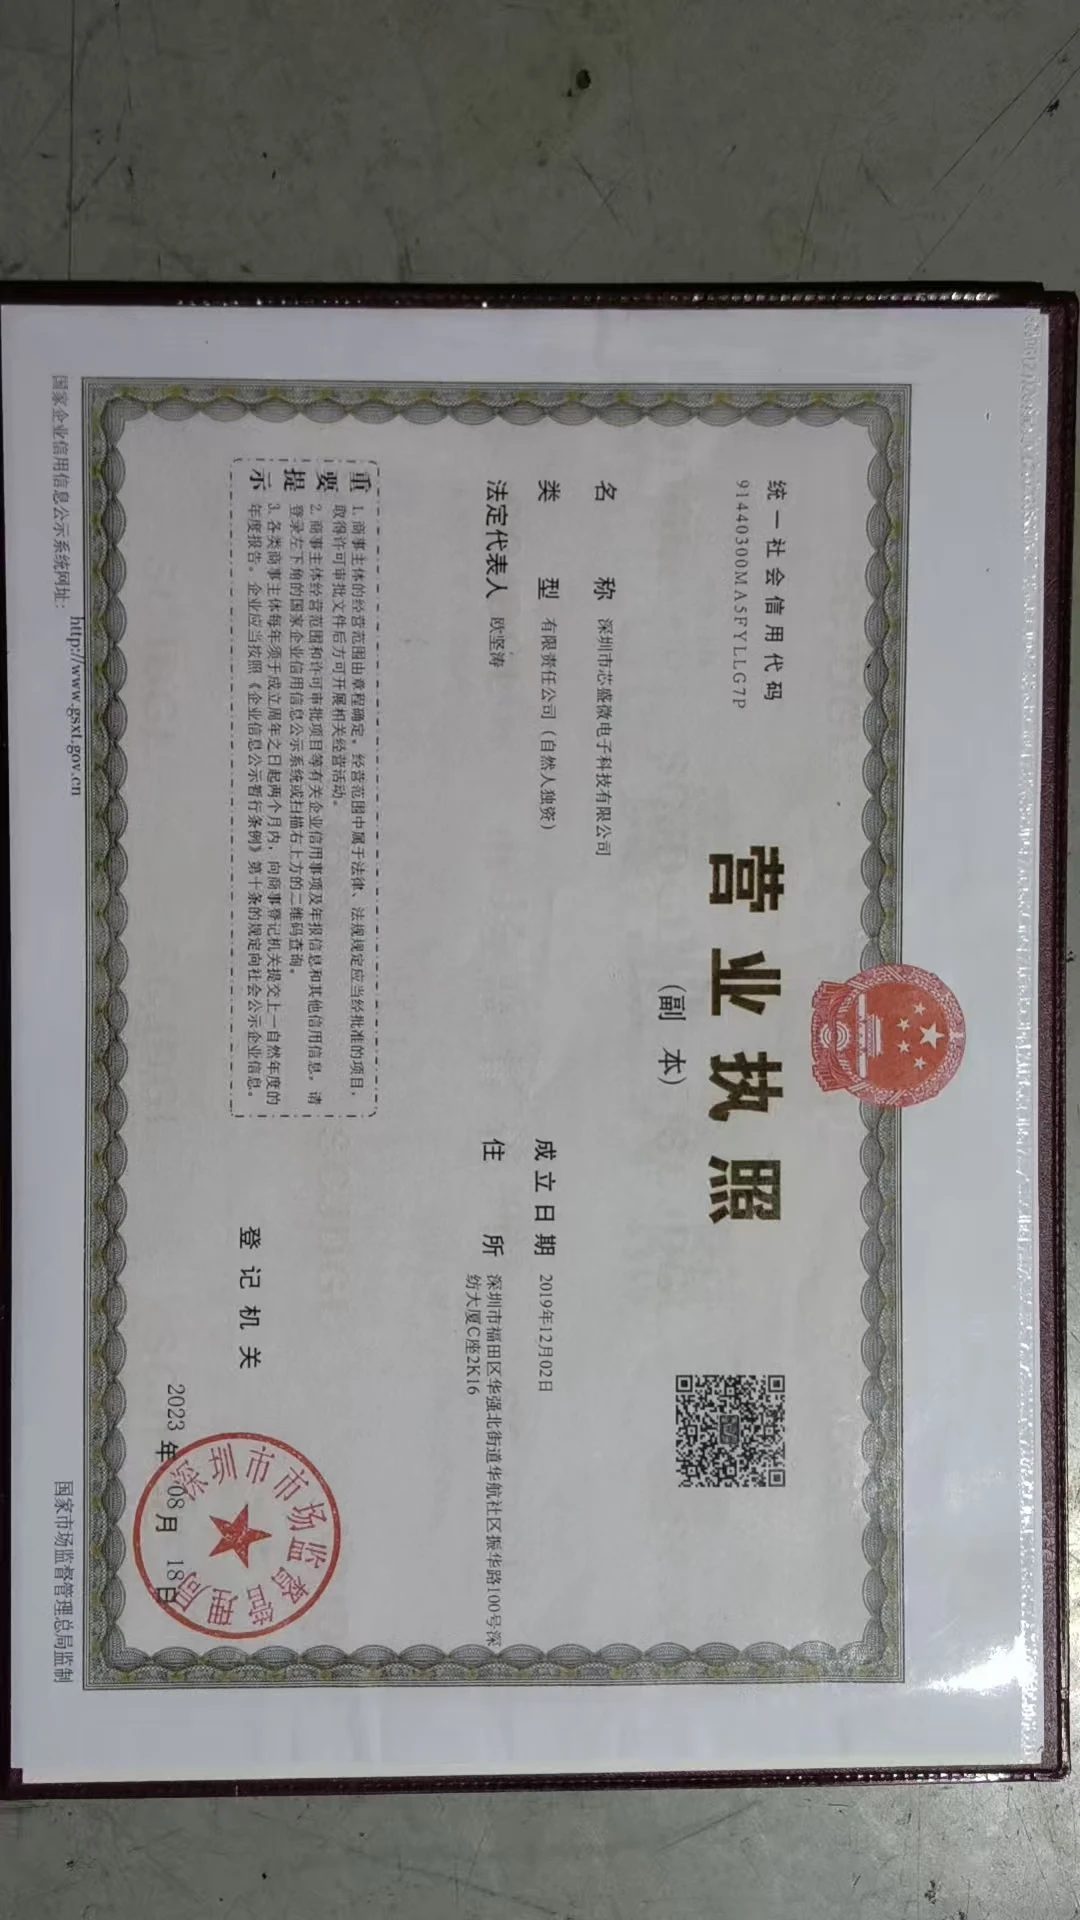 统一社会信用代码
91440300MA5FYLLG7P
营业执照
(副 本)
名 称 深圳市芯盛微电子科技有限公司
类 型 有限责任公司（自然人独资）
法定代表人 欧坚涛
成立日期 2019年12月02日
住 所 深圳市福田区华强北街道华航社区振华路100号深
纺大厦C座2K16
重要提示
1. 商事主体的经营范围由章程确定。经营范围中属于法律、法规规定应当经批准的项目，
取得许可审批文件后方可开展相关经营活动。
2. 商事主体经营范围和许可审批项目等有关企业信用事项及年报信息和其他信用信息，请
登录左下角的国家企业信用信息公示系统或扫描右上方的二维码查询。
3. 各类商事主体每年须于成立周年之日起两个月内，向商事登记机关提交上一自然年度的
年度报告。企业应当按照《企业信息公示暂行条例》第十条的规定向社会公示企业信息。
登记机关
深圳市市场监督管理局
2023 年 08 月 18 日
国家企业信用信息公示系统网址：http://www.gsxt.gov.cn
国家市场监督管理总局监制